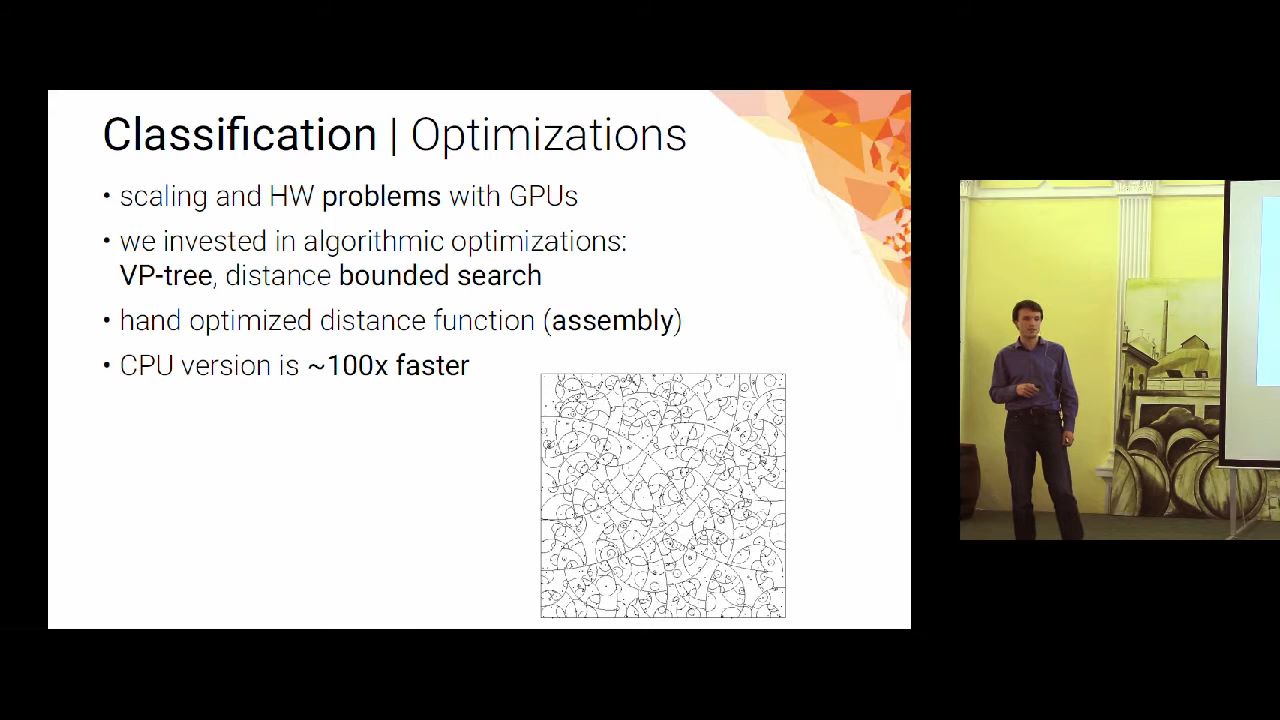 Classification | Optimizations
• scaling and HW problems with GPUs
• we invested in algorithmic optimizations:
VP-tree, distance bounded search
• hand optimized distance function (assembly)
• CPU version is ~100x faster